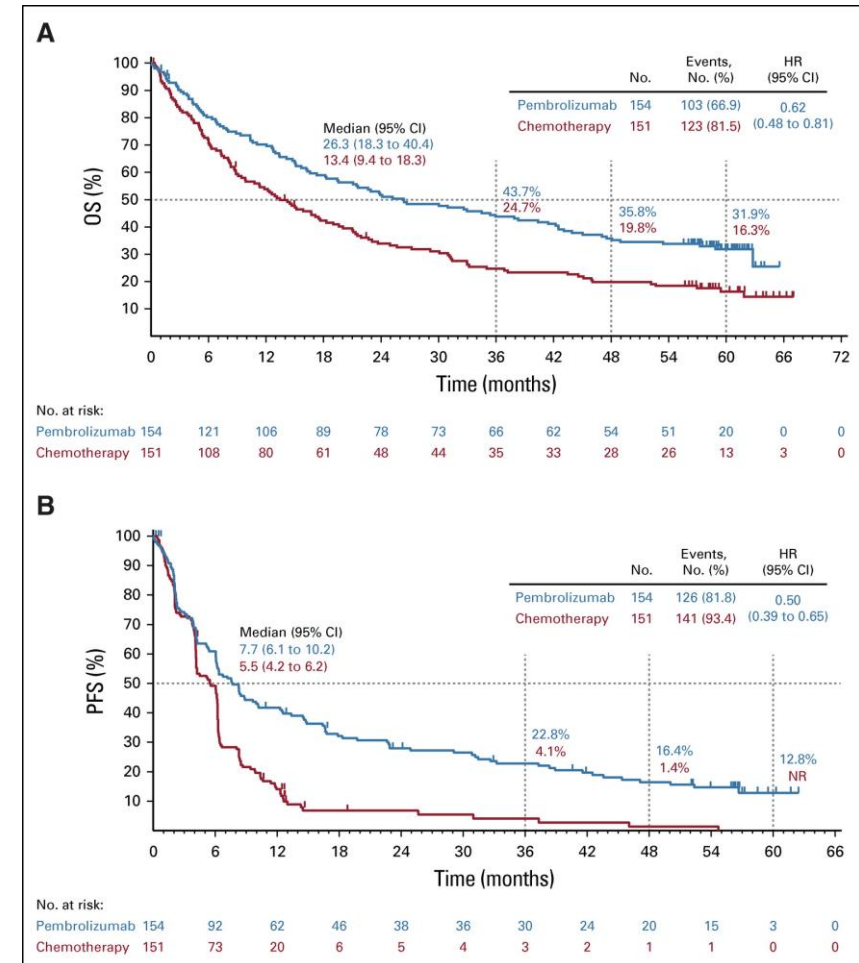 A
OS (%)
100
90
80
70
60
50
40
30
20
10
Events, HR
No. No. (%) (95% CI)
Pembrolizumab 154 103 (66.9) 0.62
Chemotherapy 151 123 (81.5) (0.48 to 0.81)
Median (95% CI)
26.3 (18.3 to 40.4)
13.4 (9.4 to 18.3)
43.7%
24.7%
35.8%
19.8%
31.9%
16.3%
0 6 12 18 24 30 36 42 48 54 60 66 72
Time (months)
No. at risk:
Pembrolizumab 154 121 106 89 78 73 66 62 54 51 20 0 0
Chemotherapy 151 108 80 61 48 44 35 33 28 26 13 3 0
B
PFS (%)
100
90
80
70
60
50
40
30
20
10
Events, HR
No. No. (%) (95% CI)
Pembrolizumab 154 126 (81.8) 0.50
Chemotherapy 151 141 (93.4) (0.39 to 0.65)
Median (95% CI)
7.7 (6.1 to 10.2)
5.5 (4.2 to 6.2)
22.8%
4.1%
16.4%
1.4%
12.8%
NR
0 6 12 18 24 30 36 42 48 54 60 66
Time (months)
No. at risk:
Pembrolizumab 154 92 62 46 38 36 30 24 20 15 3 0
Chemotherapy 151 73 20 6 5 4 3 2 1 1 0 0